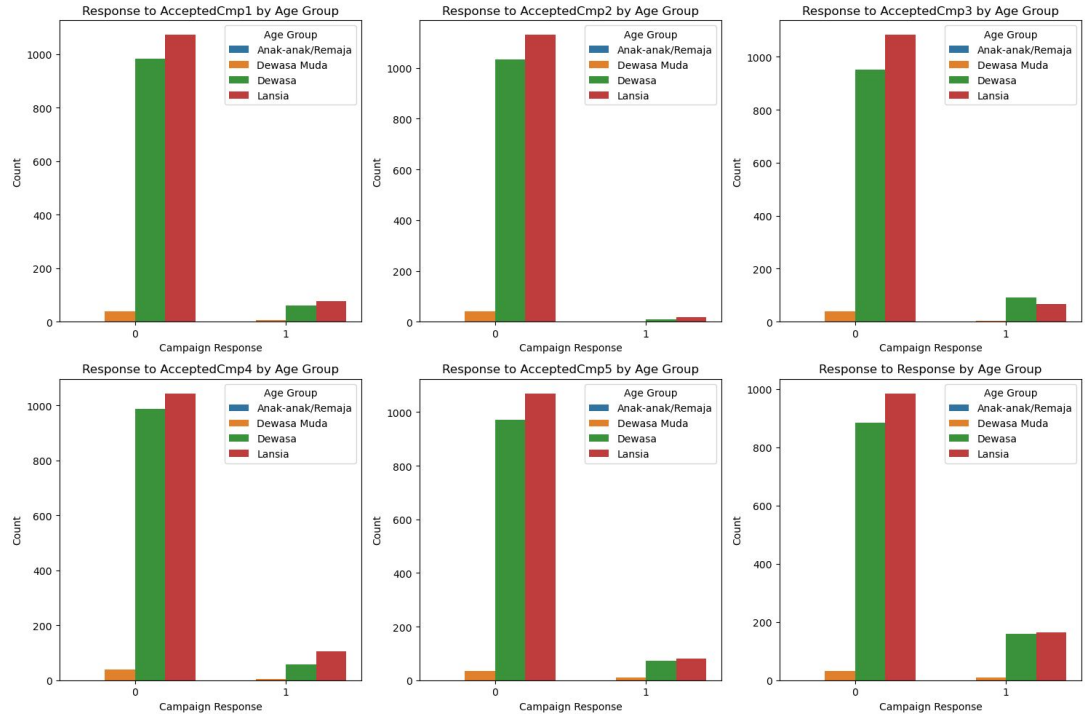 Response to AcceptedCmp1 by Age Group
Count
1000
800
600
400
200
0
Age Group
Anak-anak/Remaja
Dewasa Muda
Dewasa
Lansia
0
1
Campaign Response
Response to AcceptedCmp2 by Age Group
Count
1000
800
600
400
200
0
Age Group
Anak-anak/Remaja
Dewasa Muda
Dewasa
Lansia
0
1
Campaign Response
Response to AcceptedCmp3 by Age Group
Count
1000
800
600
400
200
0
Age Group
Anak-anak/Remaja
Dewasa Muda
Dewasa
Lansia
0
1
Campaign Response
Response to AcceptedCmp4 by Age Group
Count
1000
800
600
400
200
0
Age Group
Anak-anak/Remaja
Dewasa Muda
Dewasa
Lansia
0
1
Campaign Response
Response to AcceptedCmp5 by Age Group
Count
1000
800
600
400
200
0
Age Group
Anak-anak/Remaja
Dewasa Muda
Dewasa
Lansia
0
1
Campaign Response
Response to Response by Age Group
Count
1000
800
600
400
200
0
Age Group
Anak-anak/Remaja
Dewasa Muda
Dewasa
Lansia
0
1
Campaign Response